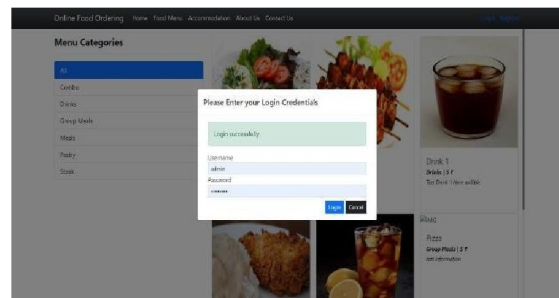 Online Food Ordering Home Food Menu Accommodation About Us Contact Us
Login Register
Menu Categories
All
Combo
Drinks
Group Meals
Meals
Pastry
Steak
Please Enter your Login Credentials
Login successfully
Username
admin
Password
Login Cancel
Drink 1
Drinks | 5 ₹
Pizza
Group Meals | 5 ₹